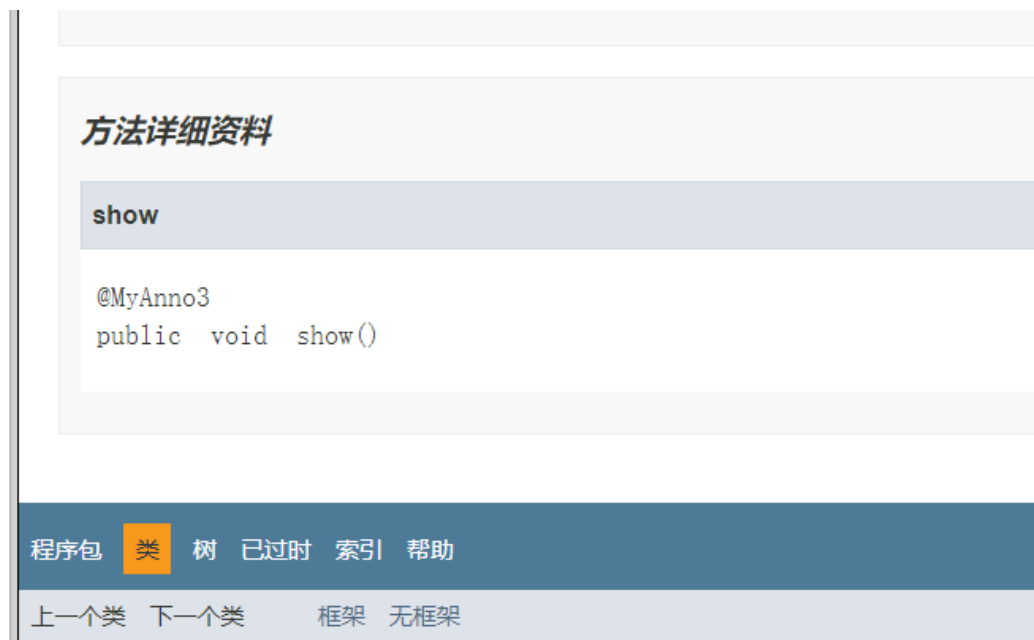 方法详细资料
show
@MyAnno3
public void show()
程序包 类 树 已过时 索引 帮助
上一个类 下一个类 框架 无框架